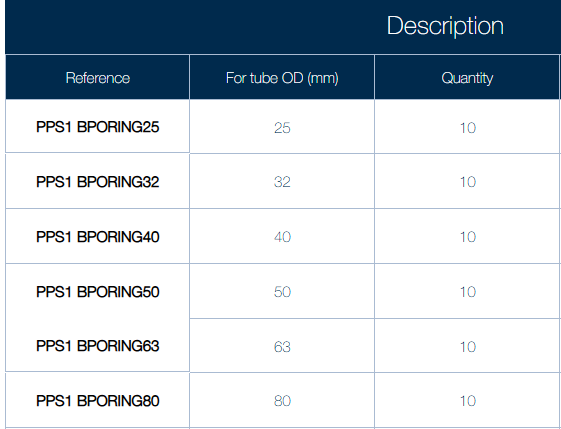 Description
Reference For tube OD (mm) Quantity
PPS1 BPORING25 25 10
PPS1 BPORING32 32 10
PPS1 BPORING40 40 10
PPS1 BPORING50 50 10
PPS1 BPORING63 63 10
PPS1 BPORING80 80 10